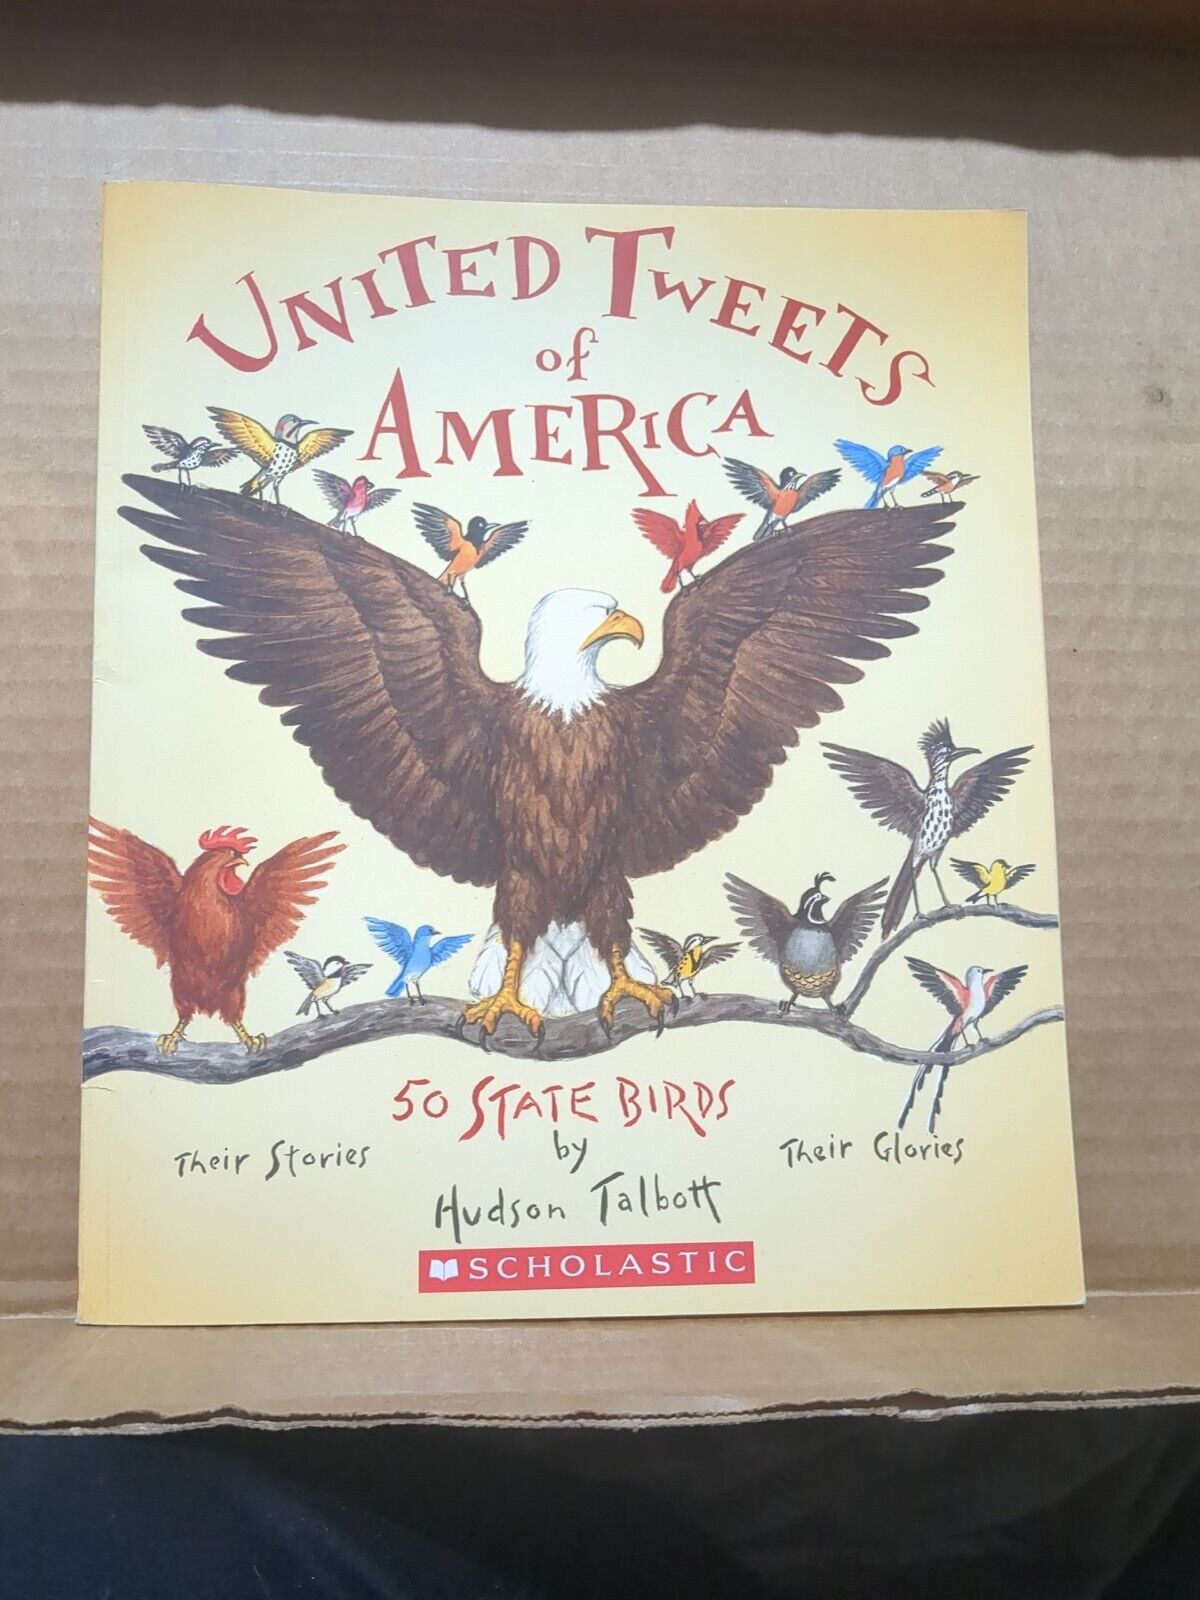 UNITED TWEETS
of
AMERICA
50 STATE BIRDS
Their Stories
by
Their Glories
Hudson Talbott
SCHOLASTIC